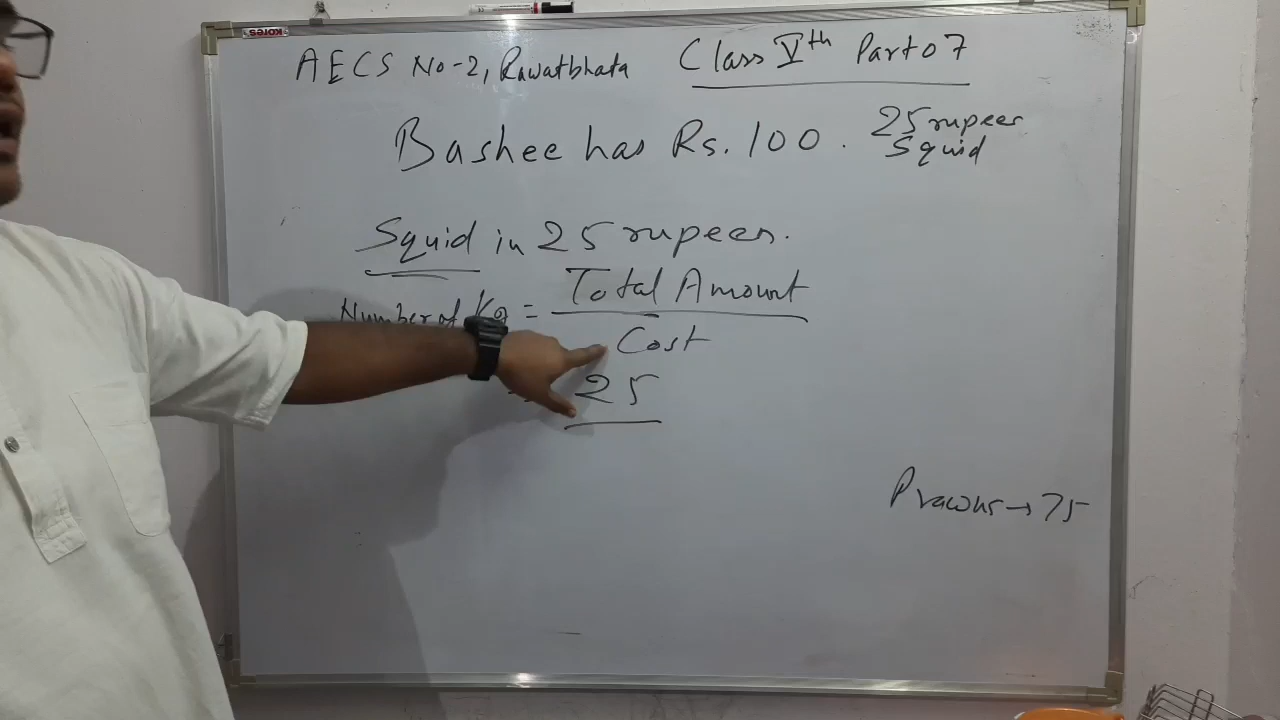 AECS No-2, Rawatbhata Class Vth Part 07
Bashee has Rs. 100. 25 rupees
Squid
Squid in 25 rupees.
Number of Kg = Total Amount
Cost
= 25
Prawns → 75
Kores